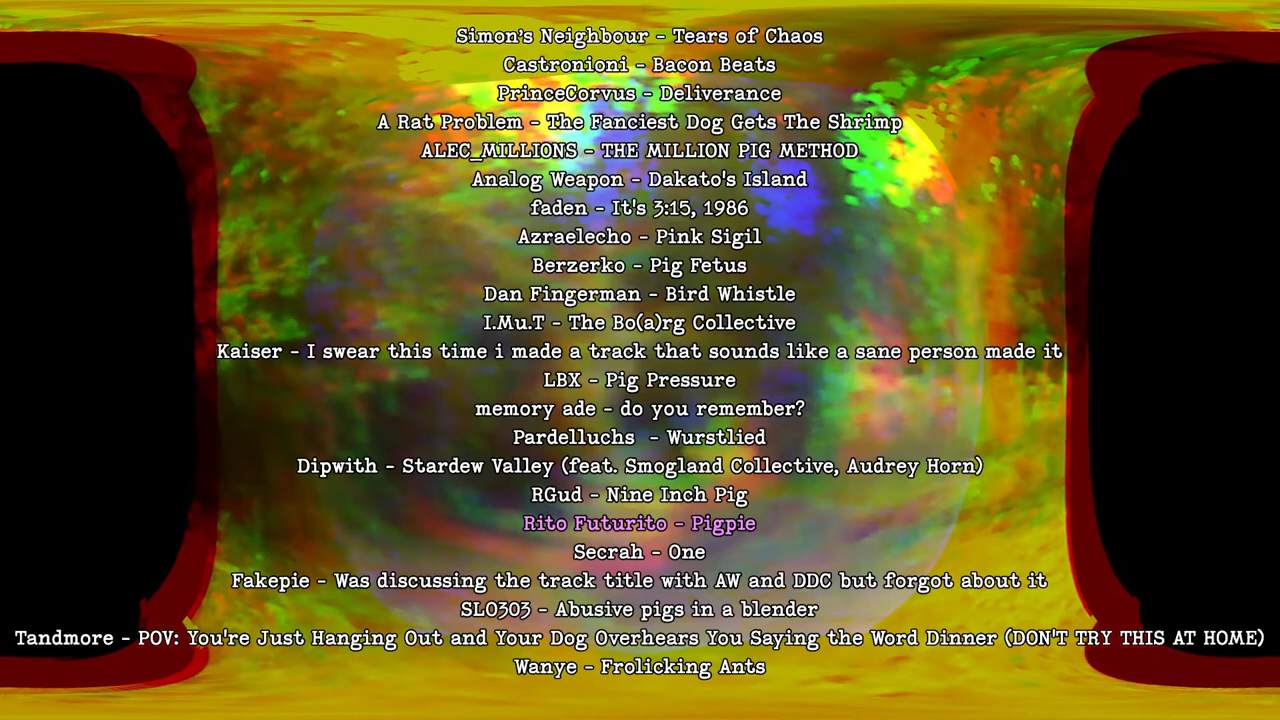 Simon's Neighbour - Tears of Chaos
Castronioni - Bacon Beats
PrinceCorvus - Deliverance
A Rat Problem - The Fanciest Dog Gets The Shrimp
ALEC_MILLIONS - THE MILLION PIG METHOD
Analog Weapon - Dakato's Island
faden - It's 3:15, 1986
Azraelecho - Pink Sigil
Berzerko - Pig Fetus
Dan Fingerman - Bird Whistle
I.Mu.T - The Bo(a)rg Collective
Kaiser - I swear this time i made a track that sounds like a sane person made it
LBX - Pig Pressure
memory ade - do you remember?
Pardelluchs - Wurstlied
Dipwith - Stardew Valley (feat. Smogland Collective, Audrey Horn)
RGud - Nine Inch Pig
Rito Futurito - Pigpie
Secrah - One
Fakepie - Was discussing the track title with AW and DDC but forgot about it
SLO303 - Abusive pigs in a blender
Tandmore - POV: You're Just Hanging Out and Your Dog Overhears You Saying the Word Dinner (DON'T TRY THIS AT HOME)
Wanye - Frolicking Ants